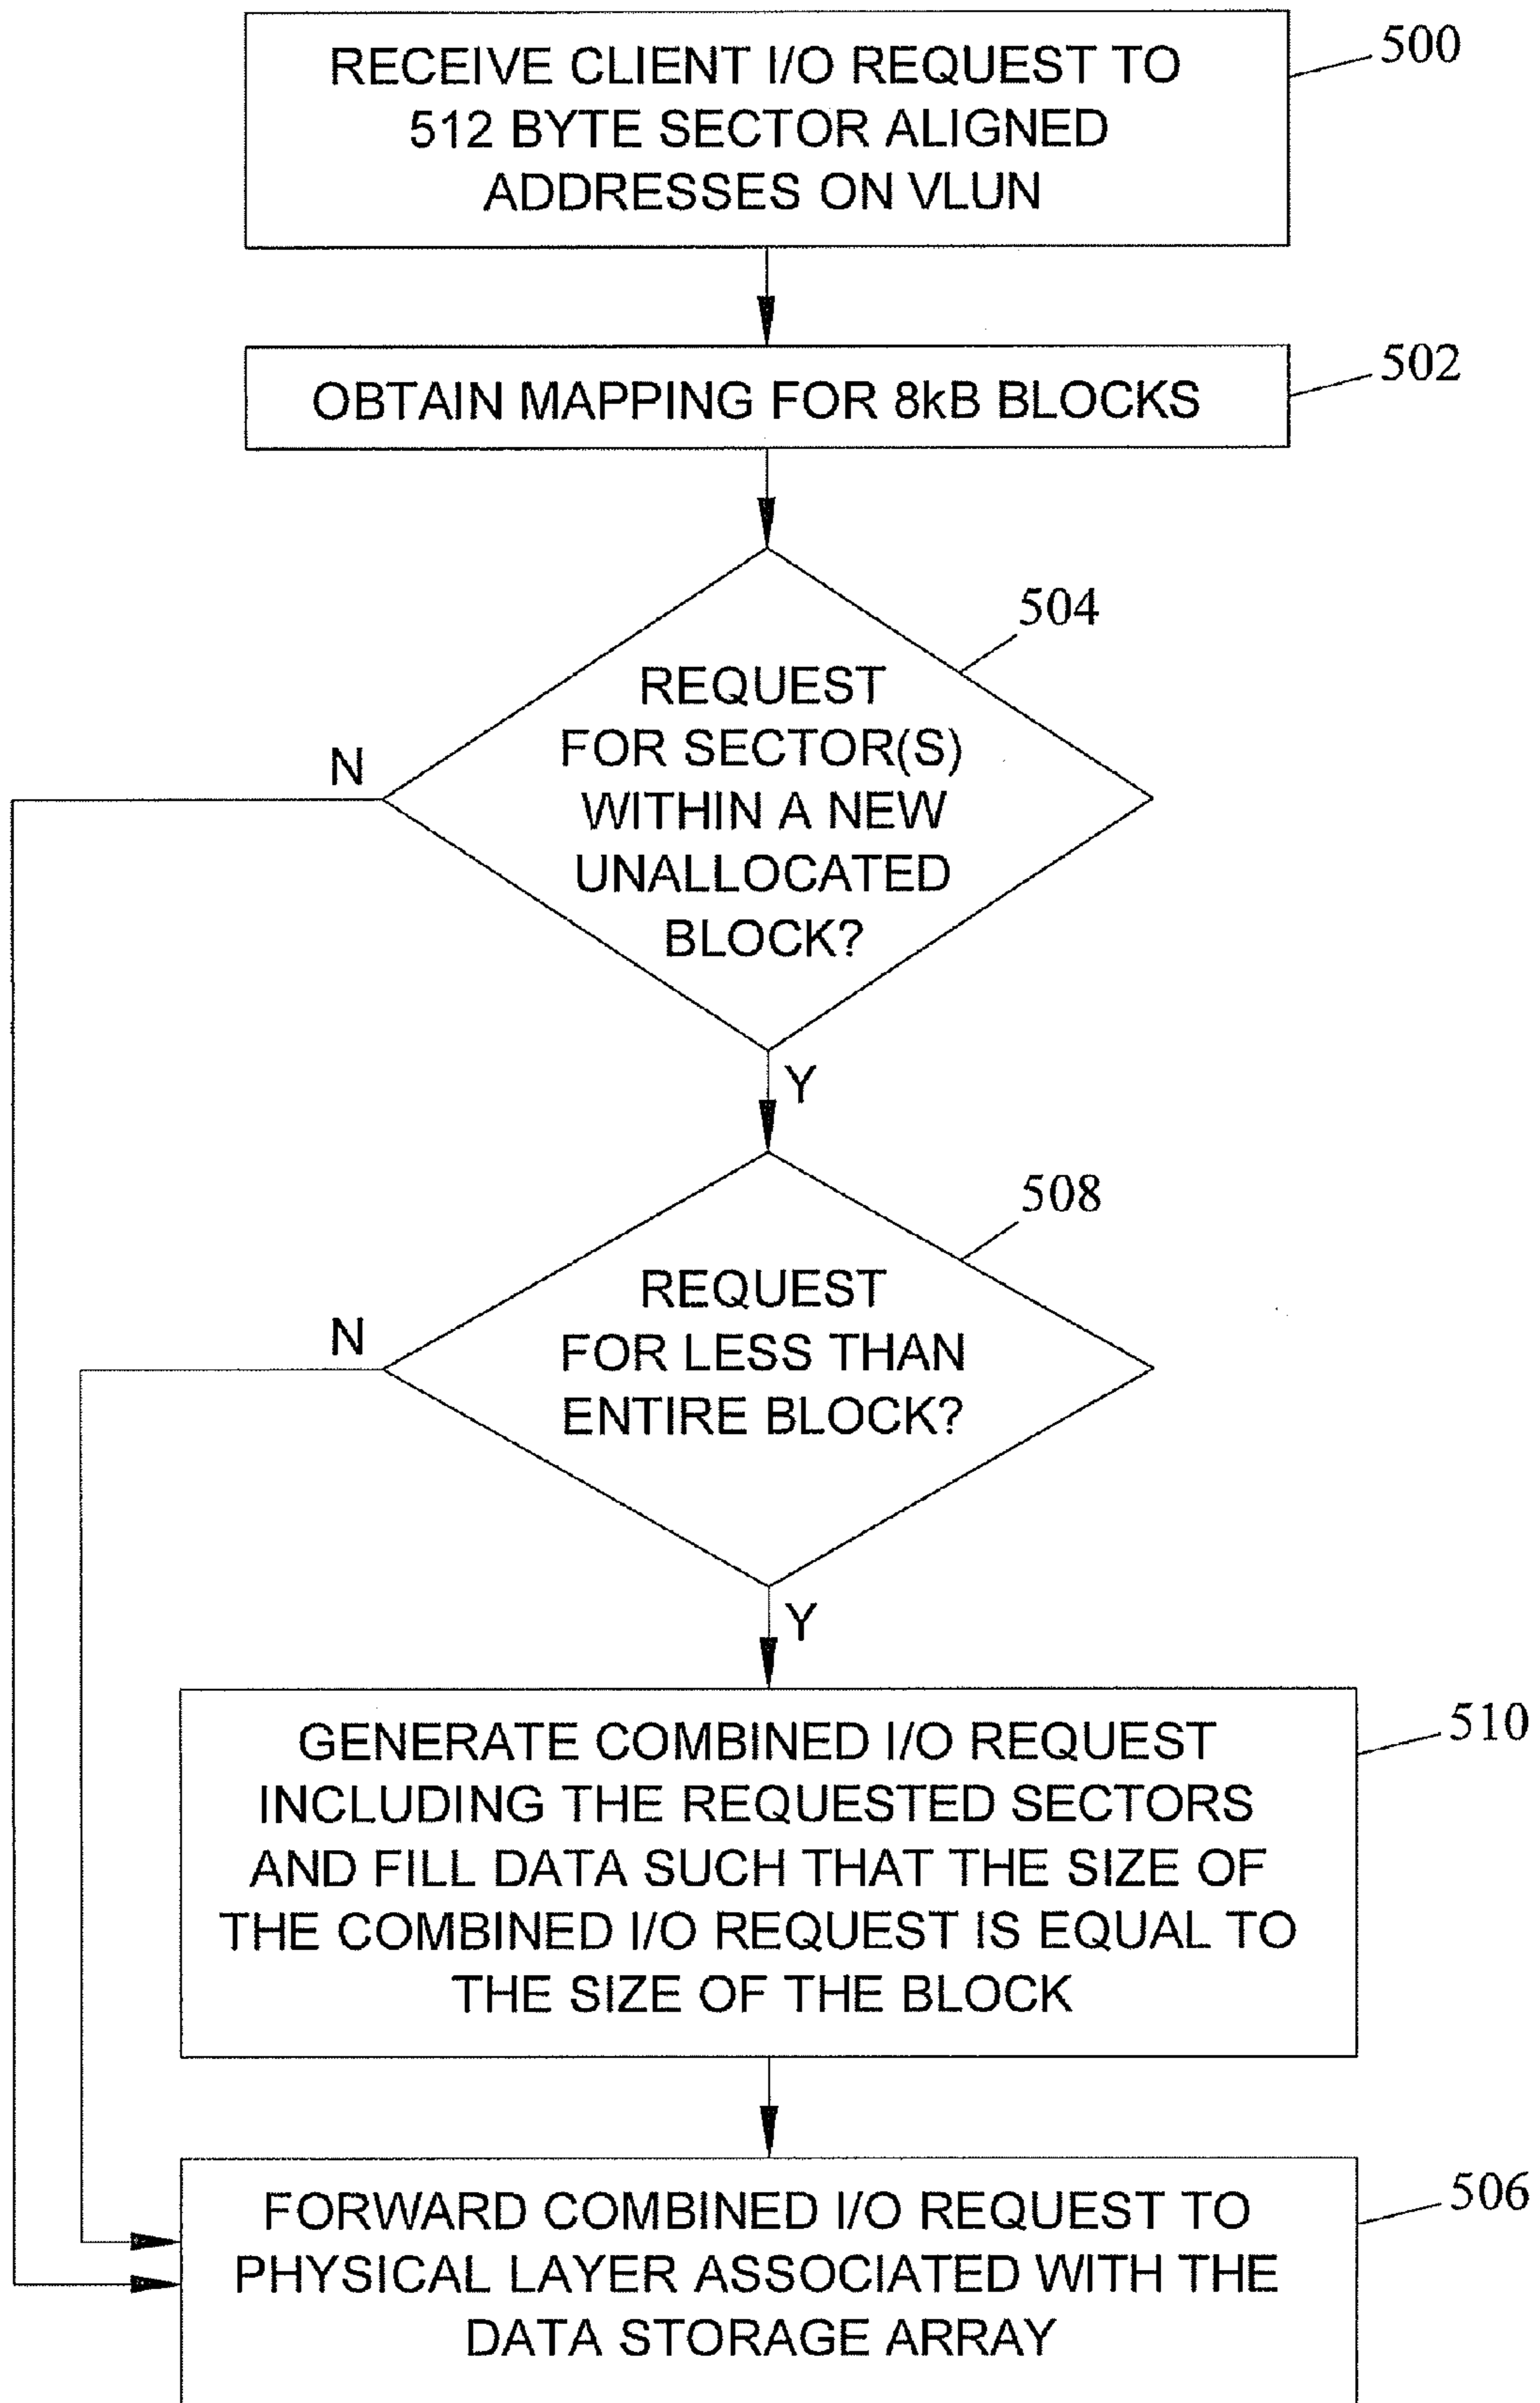 RECEIVE CLIENT I/O REQUEST TO
512 BYTE SECTOR ALIGNED
ADDRESSES ON VLUN
500
OBTAIN MAPPING FOR 8kB BLOCKS
502
504
REQUEST
FOR SECTOR(S)
WITHIN A NEW
UNALLOCATED
BLOCK?
N
Y
508
REQUEST
FOR LESS THAN
ENTIRE BLOCK?
N
Y
GENERATE COMBINED I/O REQUEST
INCLUDING THE REQUESTED SECTORS
AND FILL DATA SUCH THAT THE SIZE OF
THE COMBINED I/O REQUEST IS EQUAL TO
THE SIZE OF THE BLOCK
510
FORWARD COMBINED I/O REQUEST TO
PHYSICAL LAYER ASSOCIATED WITH THE
DATA STORAGE ARRAY
506